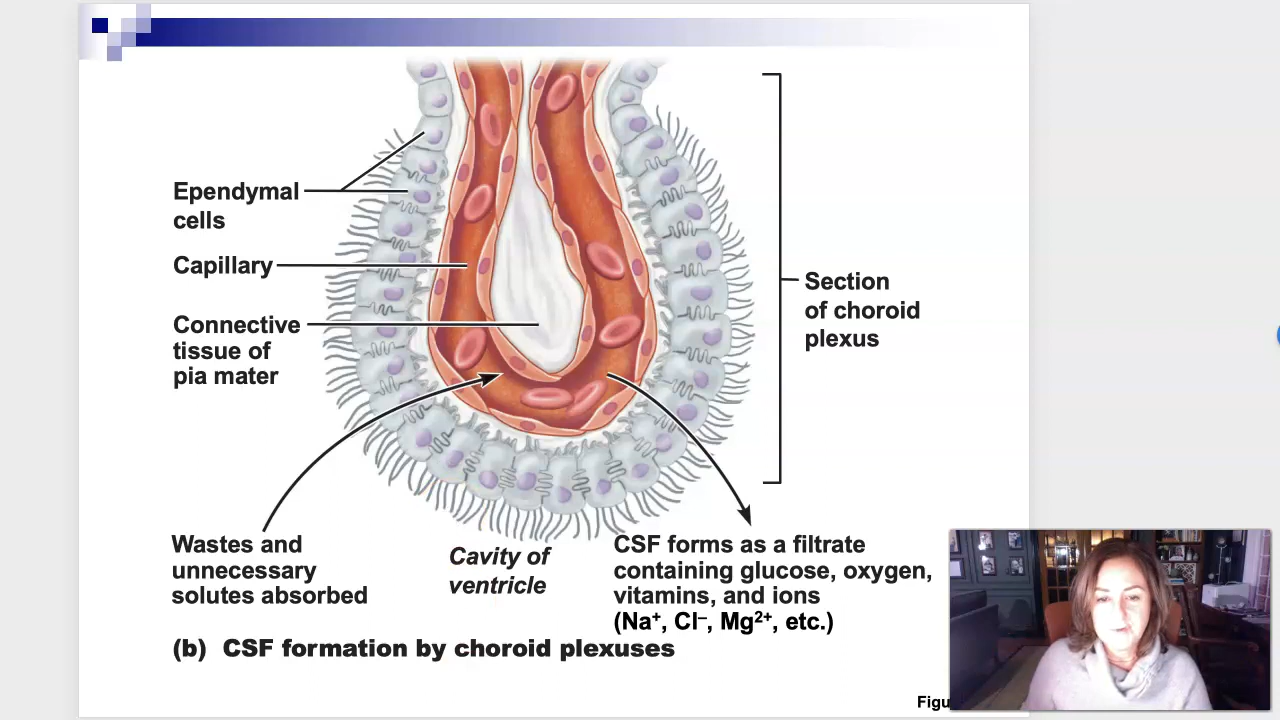 Ependymal
cells
Capillary
Connective
tissue of
pia mater
Section
of choroid
plexus
Wastes and
unnecessary
solutes absorbed
Cavity of
ventricle
CSF forms as a filtrate
containing glucose, oxygen,
vitamins, and ions
(Na⁺, Cl⁻, Mg²⁺, etc.)
(b) CSF formation by choroid plexuses